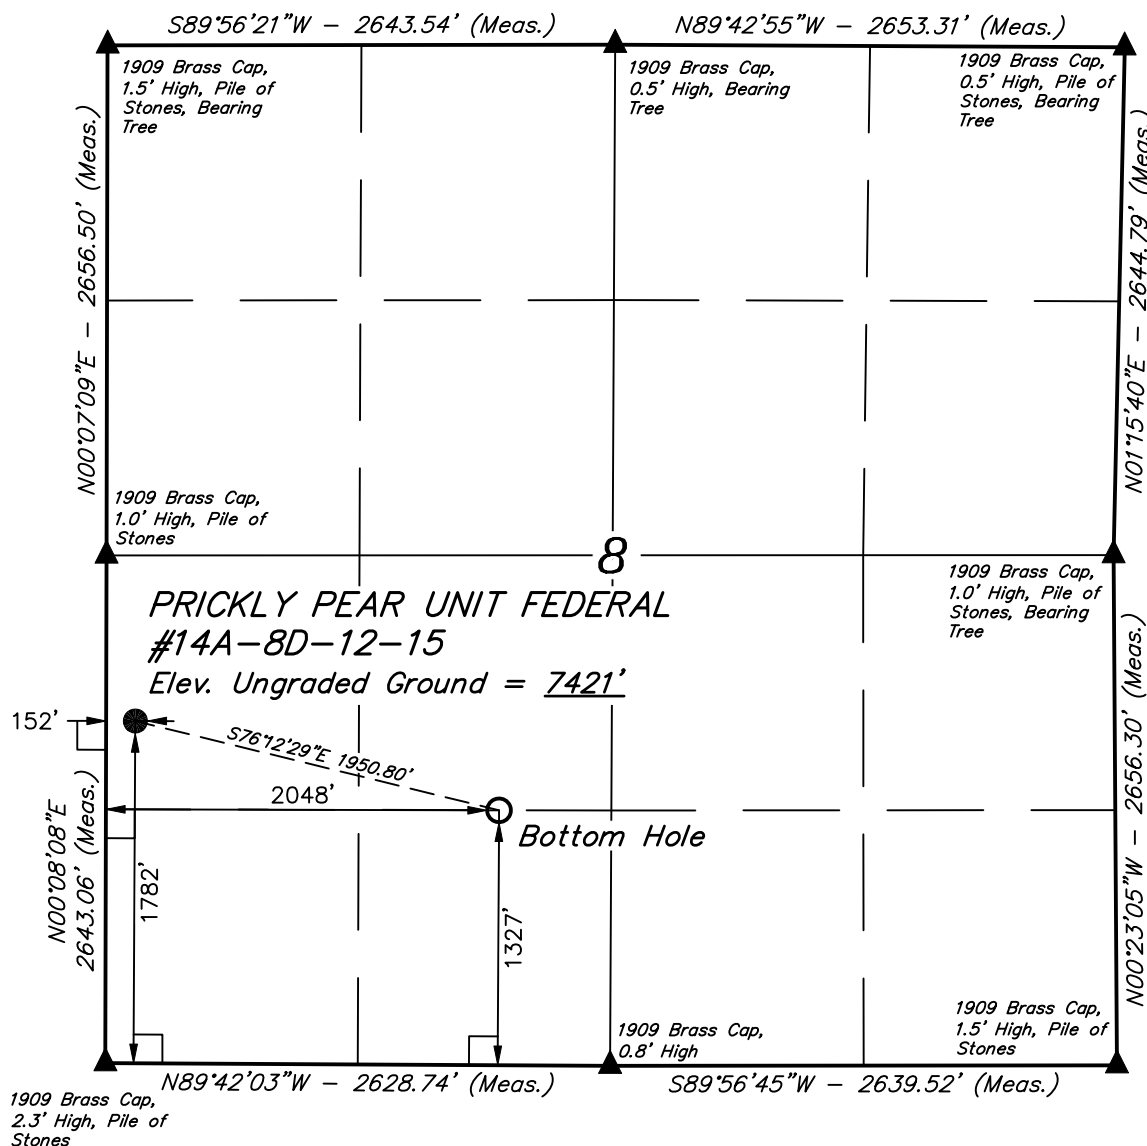 S89°56'21"W - 2643.54' (Meas.)
N89°42'55"W - 2653.31' (Meas.)
1909 Brass Cap,
1.5' High, Pile of
Stones, Bearing
Tree
1909 Brass Cap,
0.5' High, Bearing
Tree
1909 Brass Cap,
0.5' High, Pile of
Stones, Bearing
Tree
N00°07'09"E - 2656.50' (Meas.)
N01°15'40"E - 2644.79' (Meas.)
1909 Brass Cap,
1.0' High, Pile of
Stones
8
1909 Brass Cap,
1.0' High, Pile of
Stones, Bearing
Tree
PRICKLY PEAR UNIT FEDERAL
#14A-8D-12-15
Elev. Ungraded Ground = 7421'
152'
S76°12'29"E 1950.80'
2048'
Bottom Hole
N00°08'08"E
2643.06' (Meas.)
1782'
1327'
N00°23'05"W - 2656.30' (Meas.)
1909 Brass Cap,
0.8' High
1909 Brass Cap,
1.5' High, Pile of
Stones
N89°42'03"W - 2628.74' (Meas.)
S89°56'45"W - 2639.52' (Meas.)
1909 Brass Cap,
2.3' High, Pile of
Stones